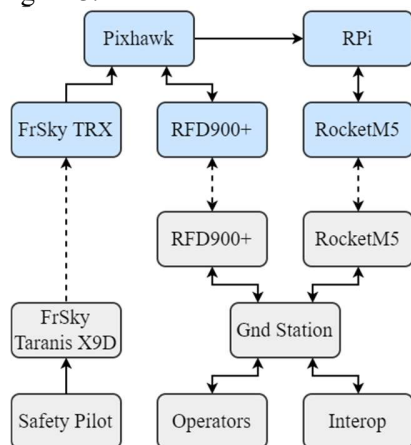 Pixhawk
RPi
FrSky TRX
RFD900+
RocketM5
RFD900+
RocketM5
FrSky
Taranis X9D
Gnd Station
Safety Pilot
Operators
Interop